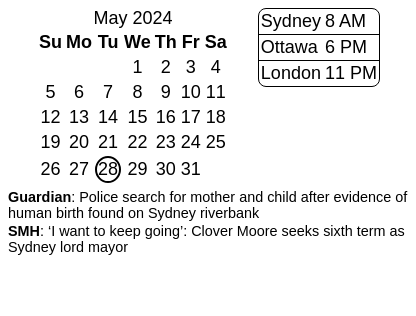 May 2024
Su Mo Tu We Th Fr Sa
1 2 3 4
5 6 7 8 9 10 11
12 13 14 15 16 17 18
19 20 21 22 23 24 25
26 27 28 29 30 31
Sydney 8 AM
Ottawa 6 PM
London 11 PM
Guardian: Police search for mother and child after evidence of
human birth found on Sydney riverbank
SMH: ‘I want to keep going’: Clover Moore seeks sixth term as
Sydney lord mayor